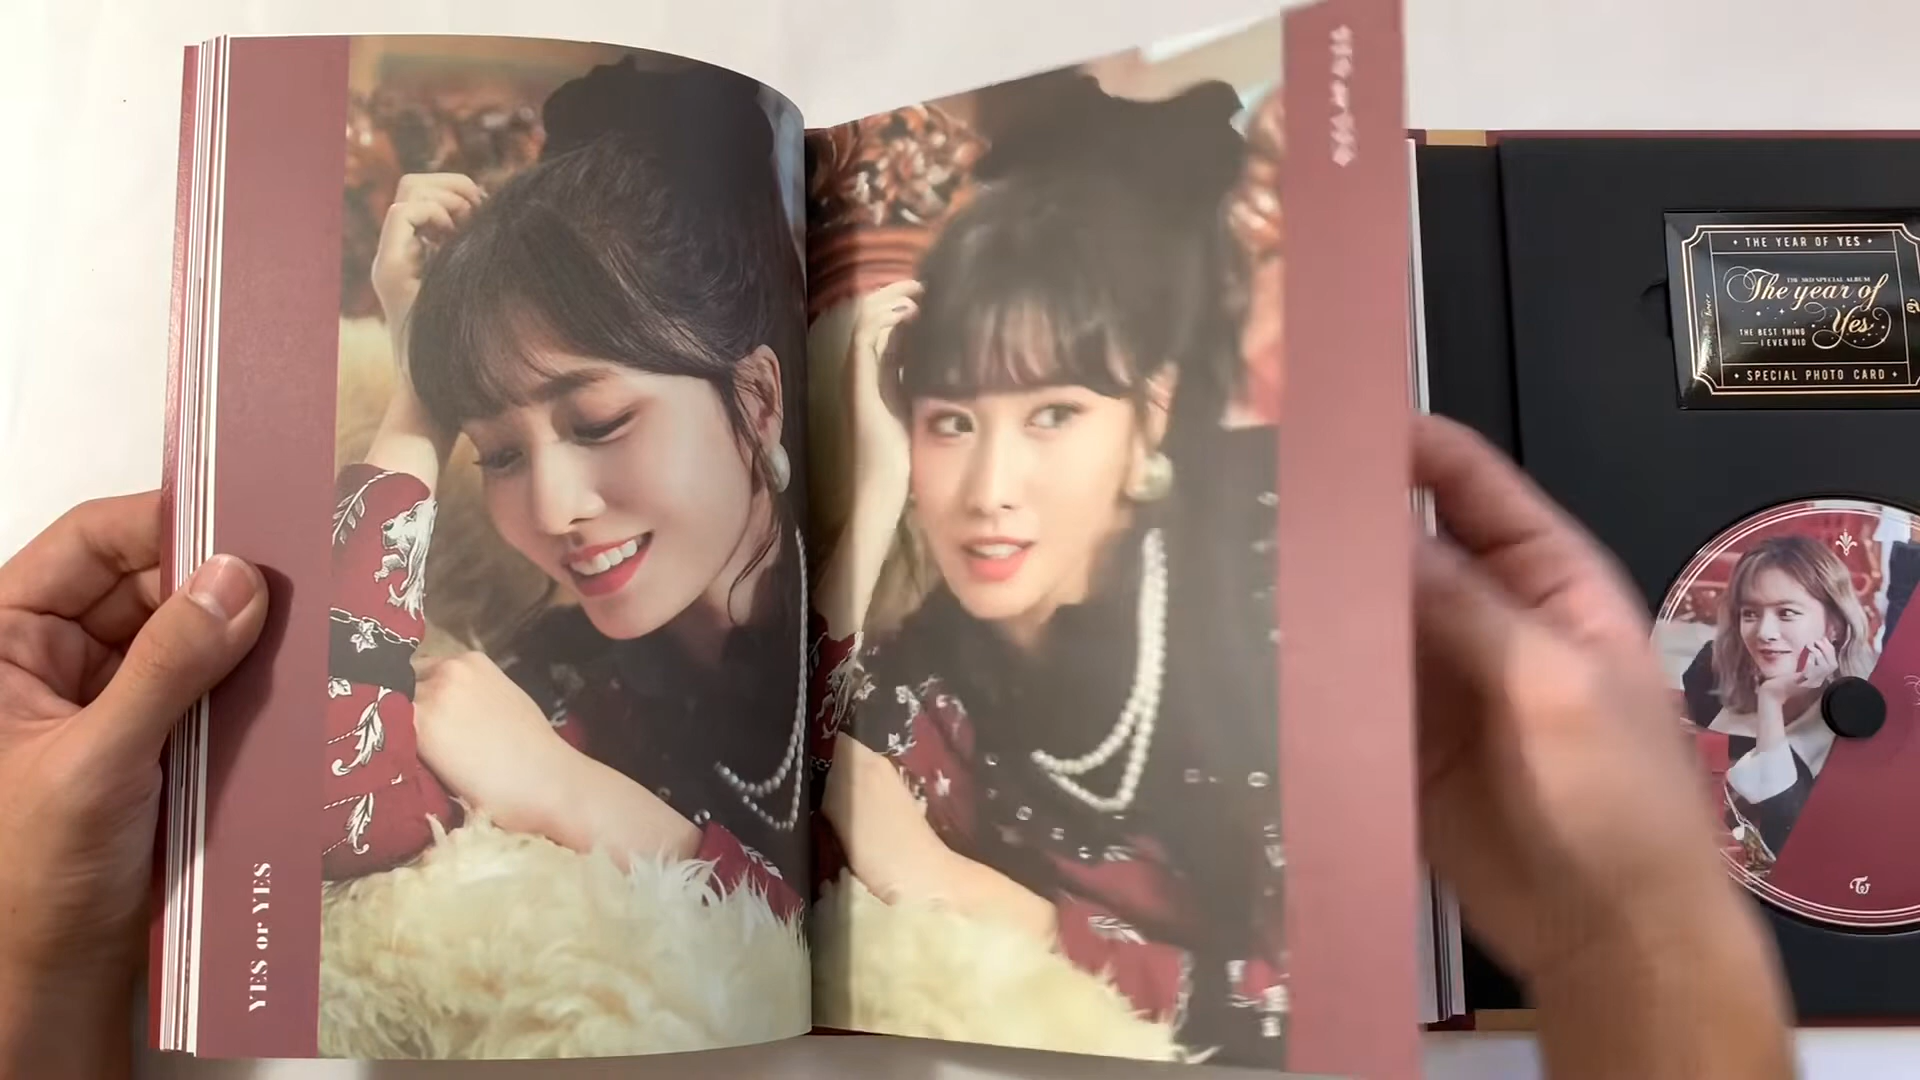 YES or YES
THE YEAR OF YES
THE 3RD SPECIAL ALBUM
The year of
Yes
THE BEST THING
I EVER DID
SPECIAL PHOTO CARD